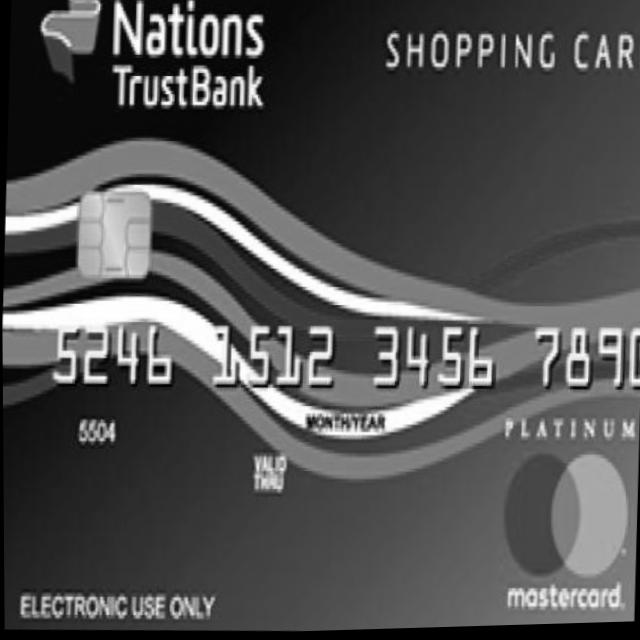 Nations
TrustBank
SHOPPING CAR
5246 1512 3456 7890
MONTH/YEAR
5504
PLATINUM
VALID
THRU
mastercard.
ELECTRONIC USE ONLY